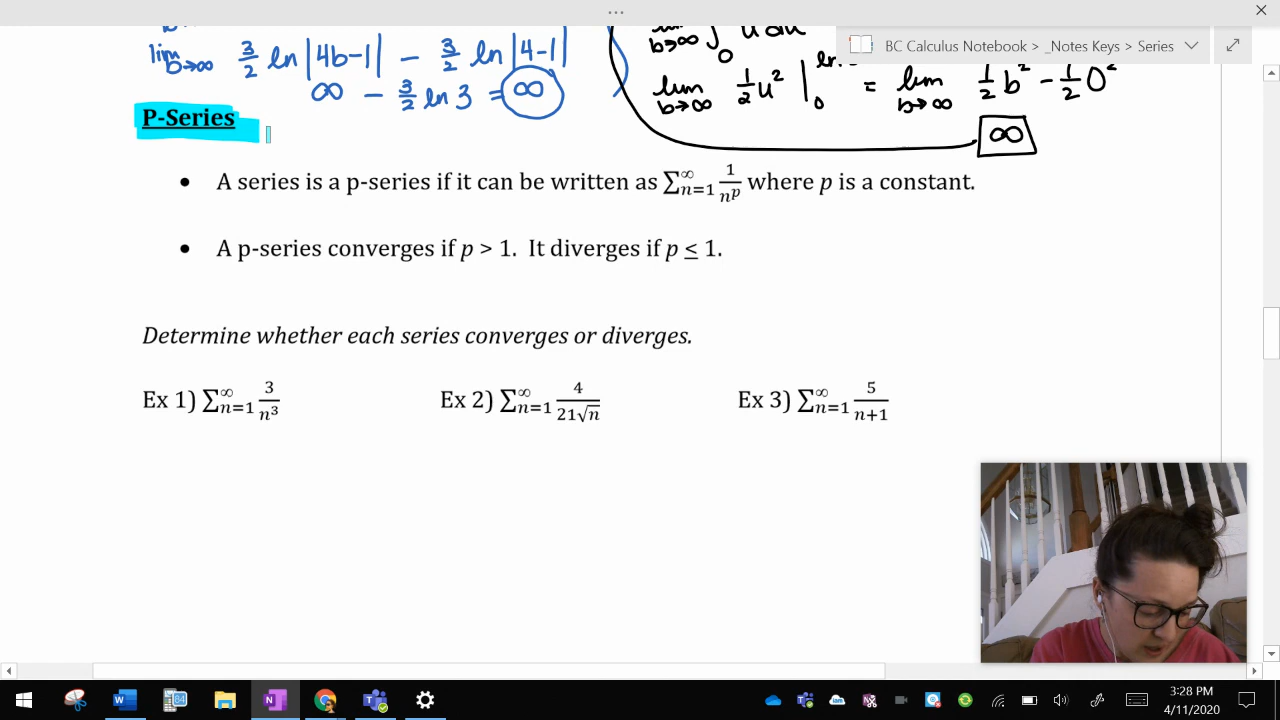 BC Calculus Notebook > _Notes Keys > Series
lim b→∞ 3/2 ln|4b-1| - 3/2 ln|4-1|
∞ - 3/2 ln 3 = ∞
b→∞ ∫ 0 u du
lim b→∞ 1/2 u² | 0 = lim b→∞ 1/2 b² - 1/2 0²
∞
P-Series
• A series is a p-series if it can be written as ∑∞n=1 1/n^p where p is a constant.
• A p-series converges if p > 1. It diverges if p ≤ 1.
Determine whether each series converges or diverges.
Ex 1) ∑∞n=1 3/n³ Ex 2) ∑∞n=1 4/21√n Ex 3) ∑∞n=1 5/n+1
3:28 PM
4/11/2020